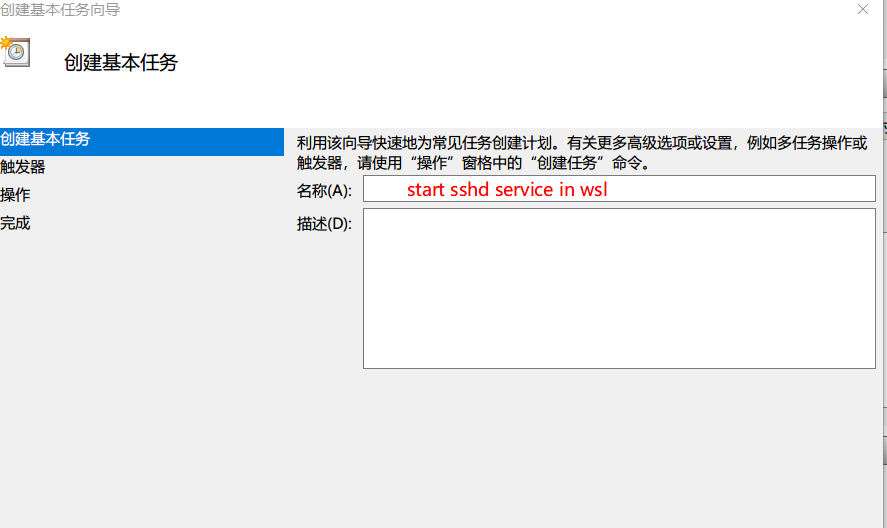 创建基本任务向导
创建基本任务
创建基本任务
触发器
操作
完成
利用该向导快速地为常见任务创建计划。有关更多高级选项或设置，例如多任务操作或
触发器，请使用“操作”窗格中的“创建任务”命令。
名称(A): start sshd service in wsl
描述(D):